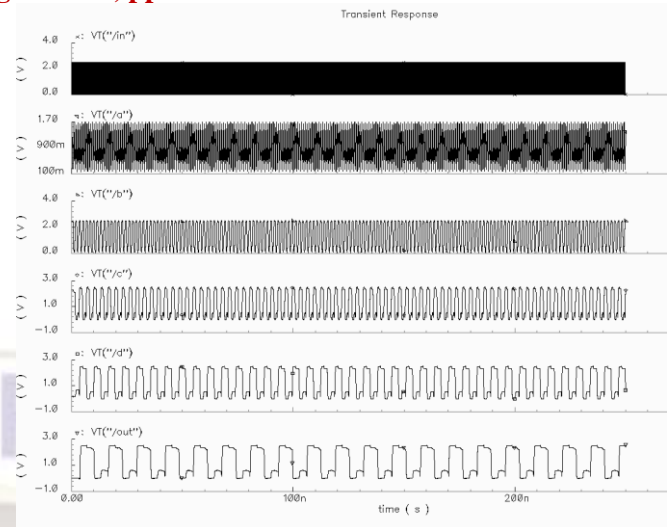 Transient Response
×: VT("/in")
4.0
2.0
0.0
(V)
VT("/a")
1.70
900m
100m
(V)
VT("/b")
4.0
2.0
0.0
(V)
VT("/c")
3.0
1.0
-1.0
(V)
VT("/d")
3.0
1.0
-1.0
(V)
VT("/out")
3.0
1.0
-1.0
(V)
0.00 100n 200n
time ( s )